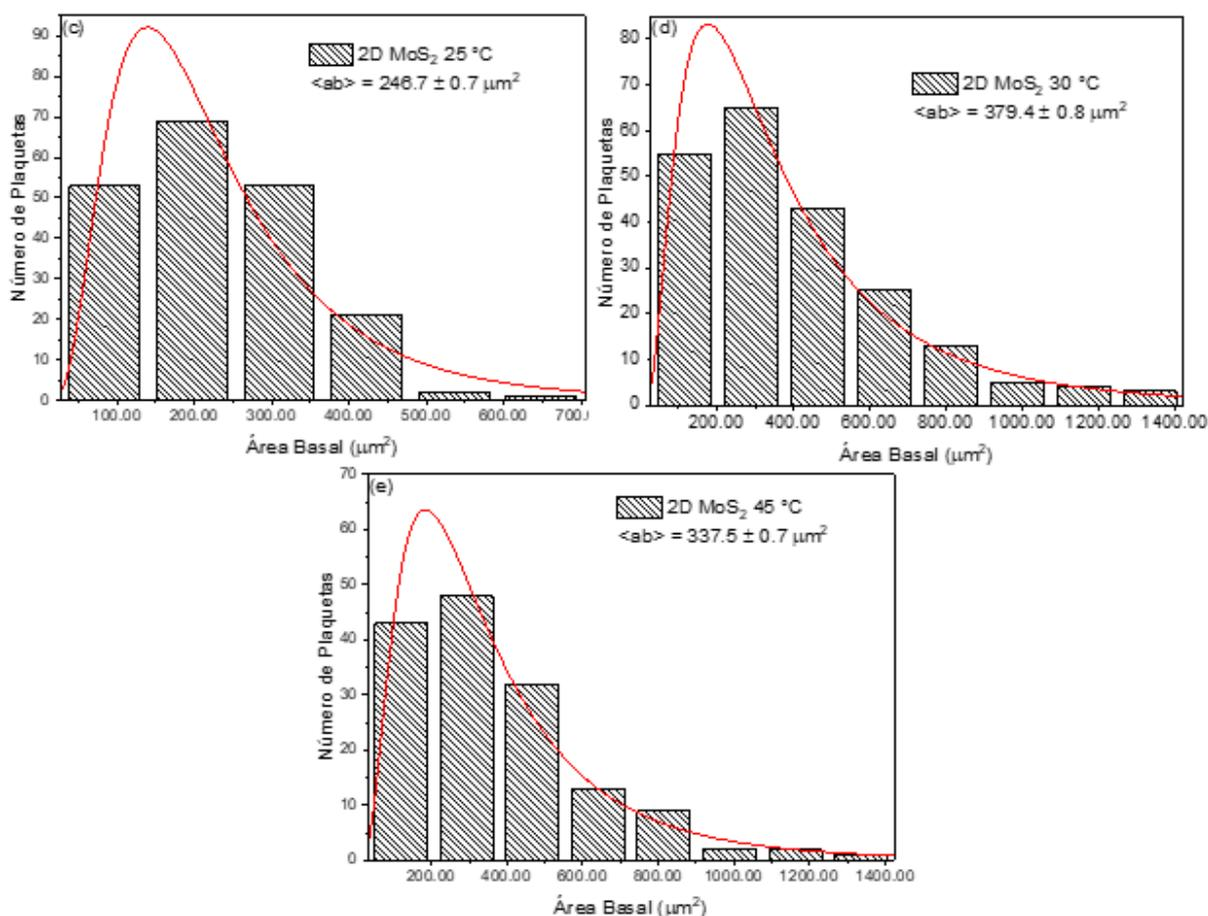 (c)
2D MoS₂ 25 °C
<ab> = 246.7 ± 0.7 μm²
Número de Plaquetas
90
80
70
60
50
40
30
20
10
0
100.00 200.00 300.00 400.00 500.00 600.00 700.0
Área Basal (μm²)
(d)
2D MoS₂ 30 °C
<ab> = 379.4 ± 0.8 μm²
Número de Plaquetas
80
70
60
50
40
30
20
10
0
200.00 400.00 600.00 800.00 1000.00 1200.00 1400.00
Área Basal (μm²)
(e)
2D MoS₂ 45 °C
<ab> = 337.5 ± 0.7 μm²
Número de Plaquetas
70
60
50
40
30
20
10
0
200.00 400.00 600.00 800.00 1000.00 1200.00 1400.00
Área Basal (μm²)